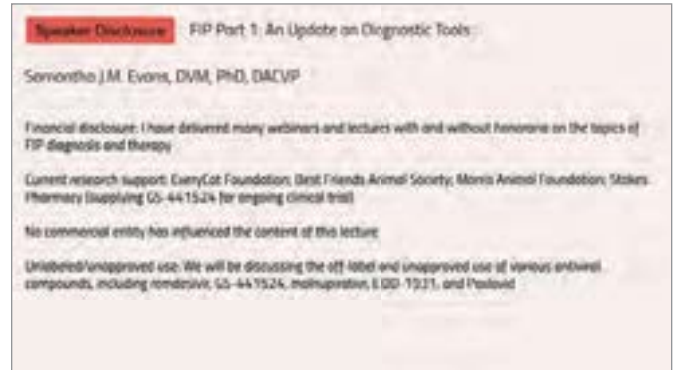 Speaker Disclosure FIP Part 1: An Update on Diagnostic Tools
Samantha J.M. Evans, DVM, PhD, DACVP
Financial disclosure: I have delivered many webinars and lectures with and without honoraria on the topics of
FIP diagnosis and therapy
Current research support: EveryCat Foundation; Best Friends Animal Society; Morris Animal Foundation; Stokes
Pharmacy (supplying GS-441524 for ongoing clinical trial)
No commercial entity has influenced the content of this lecture
Unlabeled/unapproved use: We will be discussing the off-label and unapproved use of various antiviral
compounds, including remdesivir, GS-441524, molnupiravir, and Paxlovid